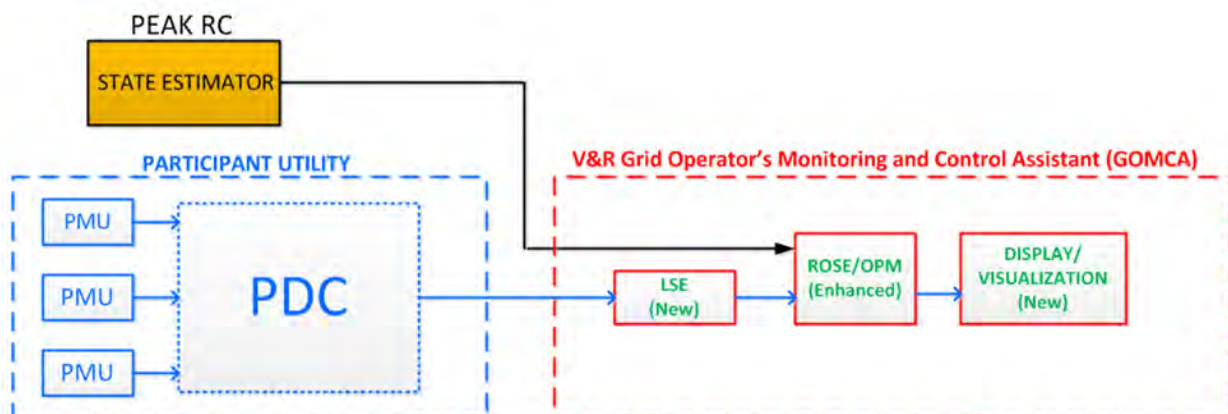 PEAK RC
STATE ESTIMATOR
PARTICIPANT UTILITY
V&R Grid Operator's Monitoring and Control Assistant (GOMCA)
PMU
PMU
PMU
PDC
LSE
(New)
ROSE/OPM
(Enhanced)
DISPLAY/
VISUALIZATION
(New)